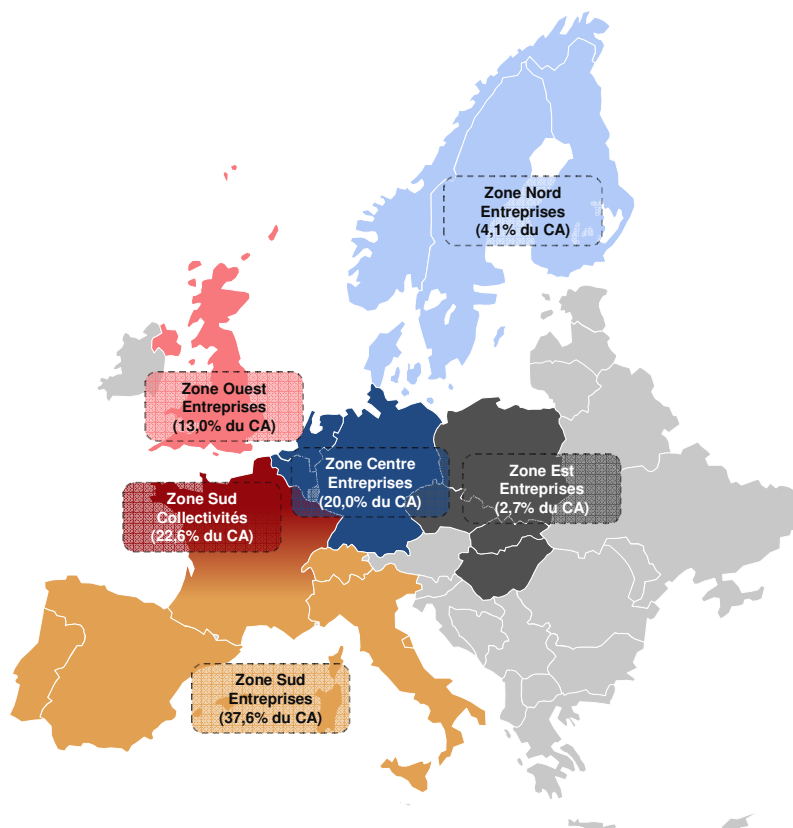 Zone Nord
Entreprises
(4,1% du CA)
Zone Ouest
Entreprises
(13,0% du CA)
Zone Centre
Entreprises
(20,0% du CA)
Zone Est
Entreprises
(2,7% du CA)
Zone Sud
Collectivités
(22,6% du CA)
Zone Sud
Entreprises
(37,6% du CA)